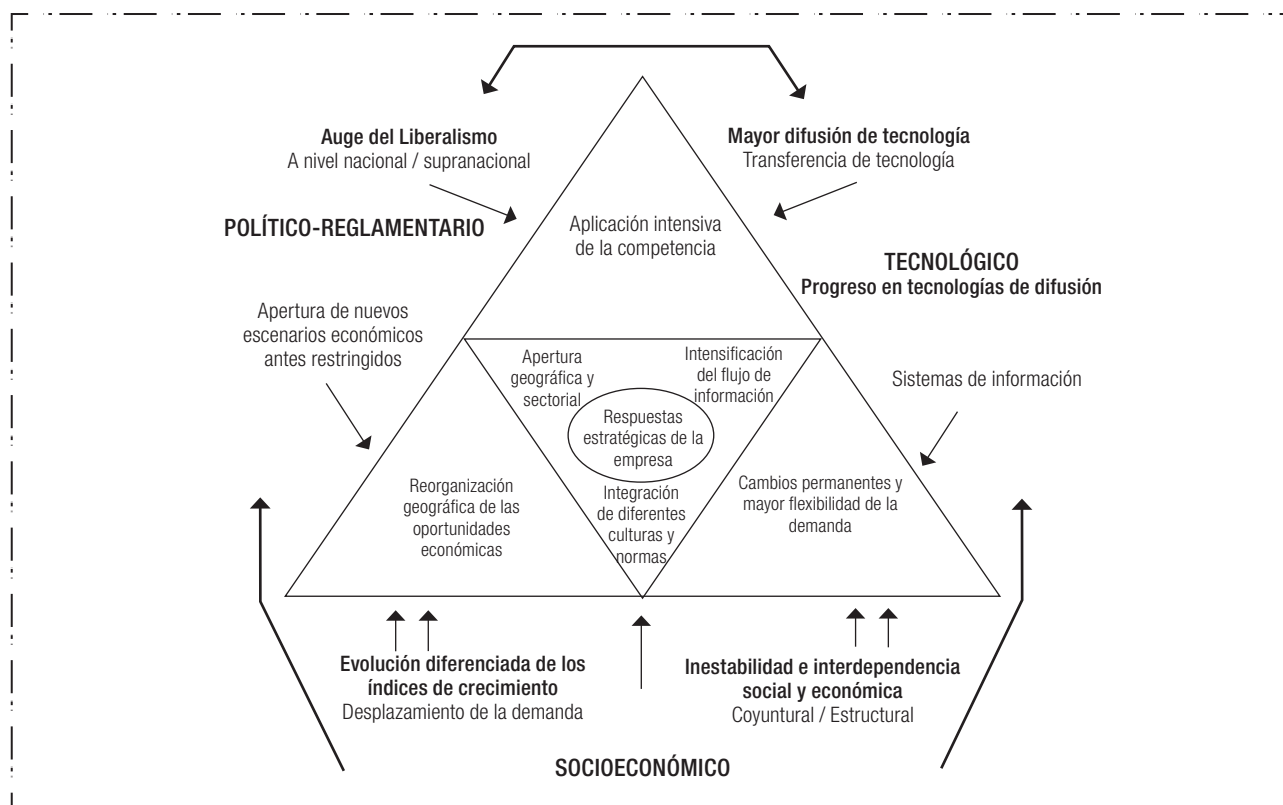 Auge del Liberalismo
A nivel nacional / supranacional
Mayor difusión de tecnología
Transferencia de tecnología
POLÍTICO-REGLAMENTARIO
Aplicación intensiva
de la competencia
TECNOLÓGICO
Progreso en tecnologías de difusión
Apertura de nuevos
escenarios económicos
antes restringidos
Apertura
geográfica y
sectorial
Intensificación
del flujo de
información
Sistemas de información
Respuestas
estratégicas de la
empresa
Reorganización
geográfica de las
oportunidades
económicas
Integración
de diferentes
culturas y
normas
Cambios permanentes y
mayor flexibilidad de la
demanda
Evolución diferenciada de los
índices de crecimiento
Desplazamiento de la demanda
Inestabilidad e interdependencia
social y económica
Coyuntural / Estructural
SOCIOECONÓMICO